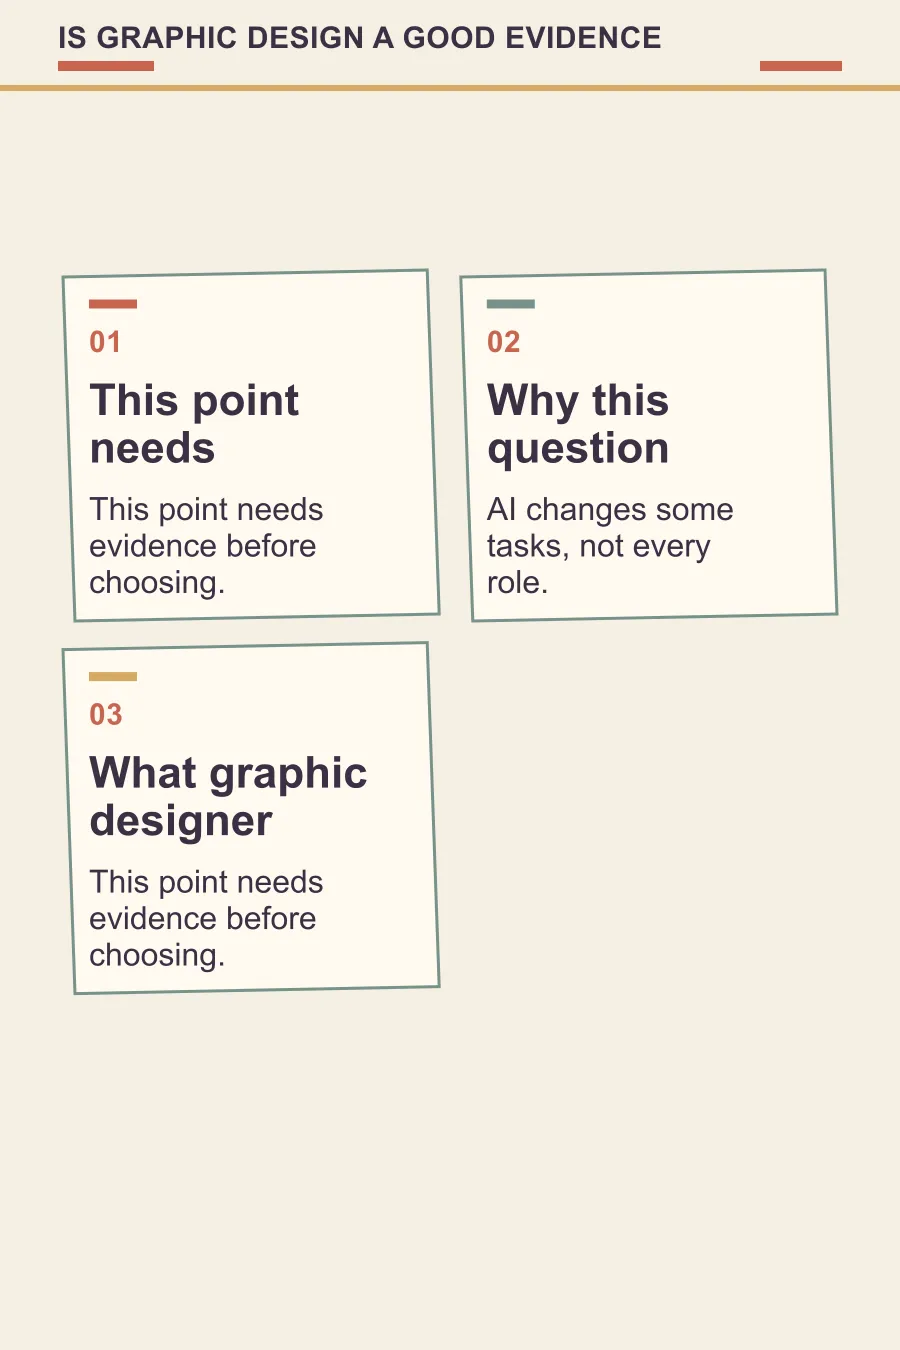 IS GRAPHIC DESIGN A GOOD EVIDENCE
01
This point
needs
This point needs
evidence before
choosing.
02
Why this
question
AI changes some
tasks, not every
role.
03
What graphic
designer
This point needs
evidence before
choosing.